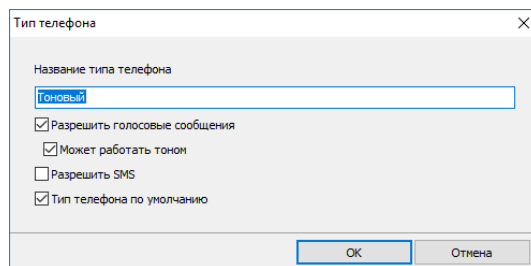 Тип телефона
Название типа телефона
Тоновый
Разрешить голосовые сообщения
Может работать тоном
Разрешить SMS
Тип телефона по умолчанию
ОК
Отмена